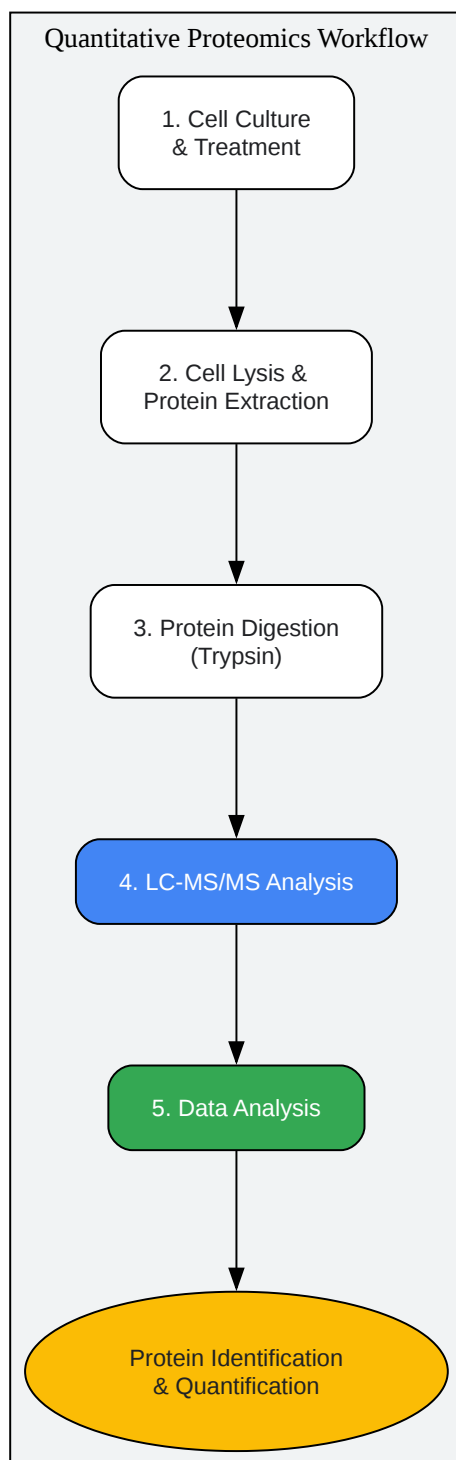 Quantitative Proteomics Workflow
1. Cell Culture
& Treatment
2. Cell Lysis &
Protein Extraction
3. Protein Digestion
(Trypsin)
4. LC-MS/MS Analysis
5. Data Analysis
Protein Identification
& Quantification